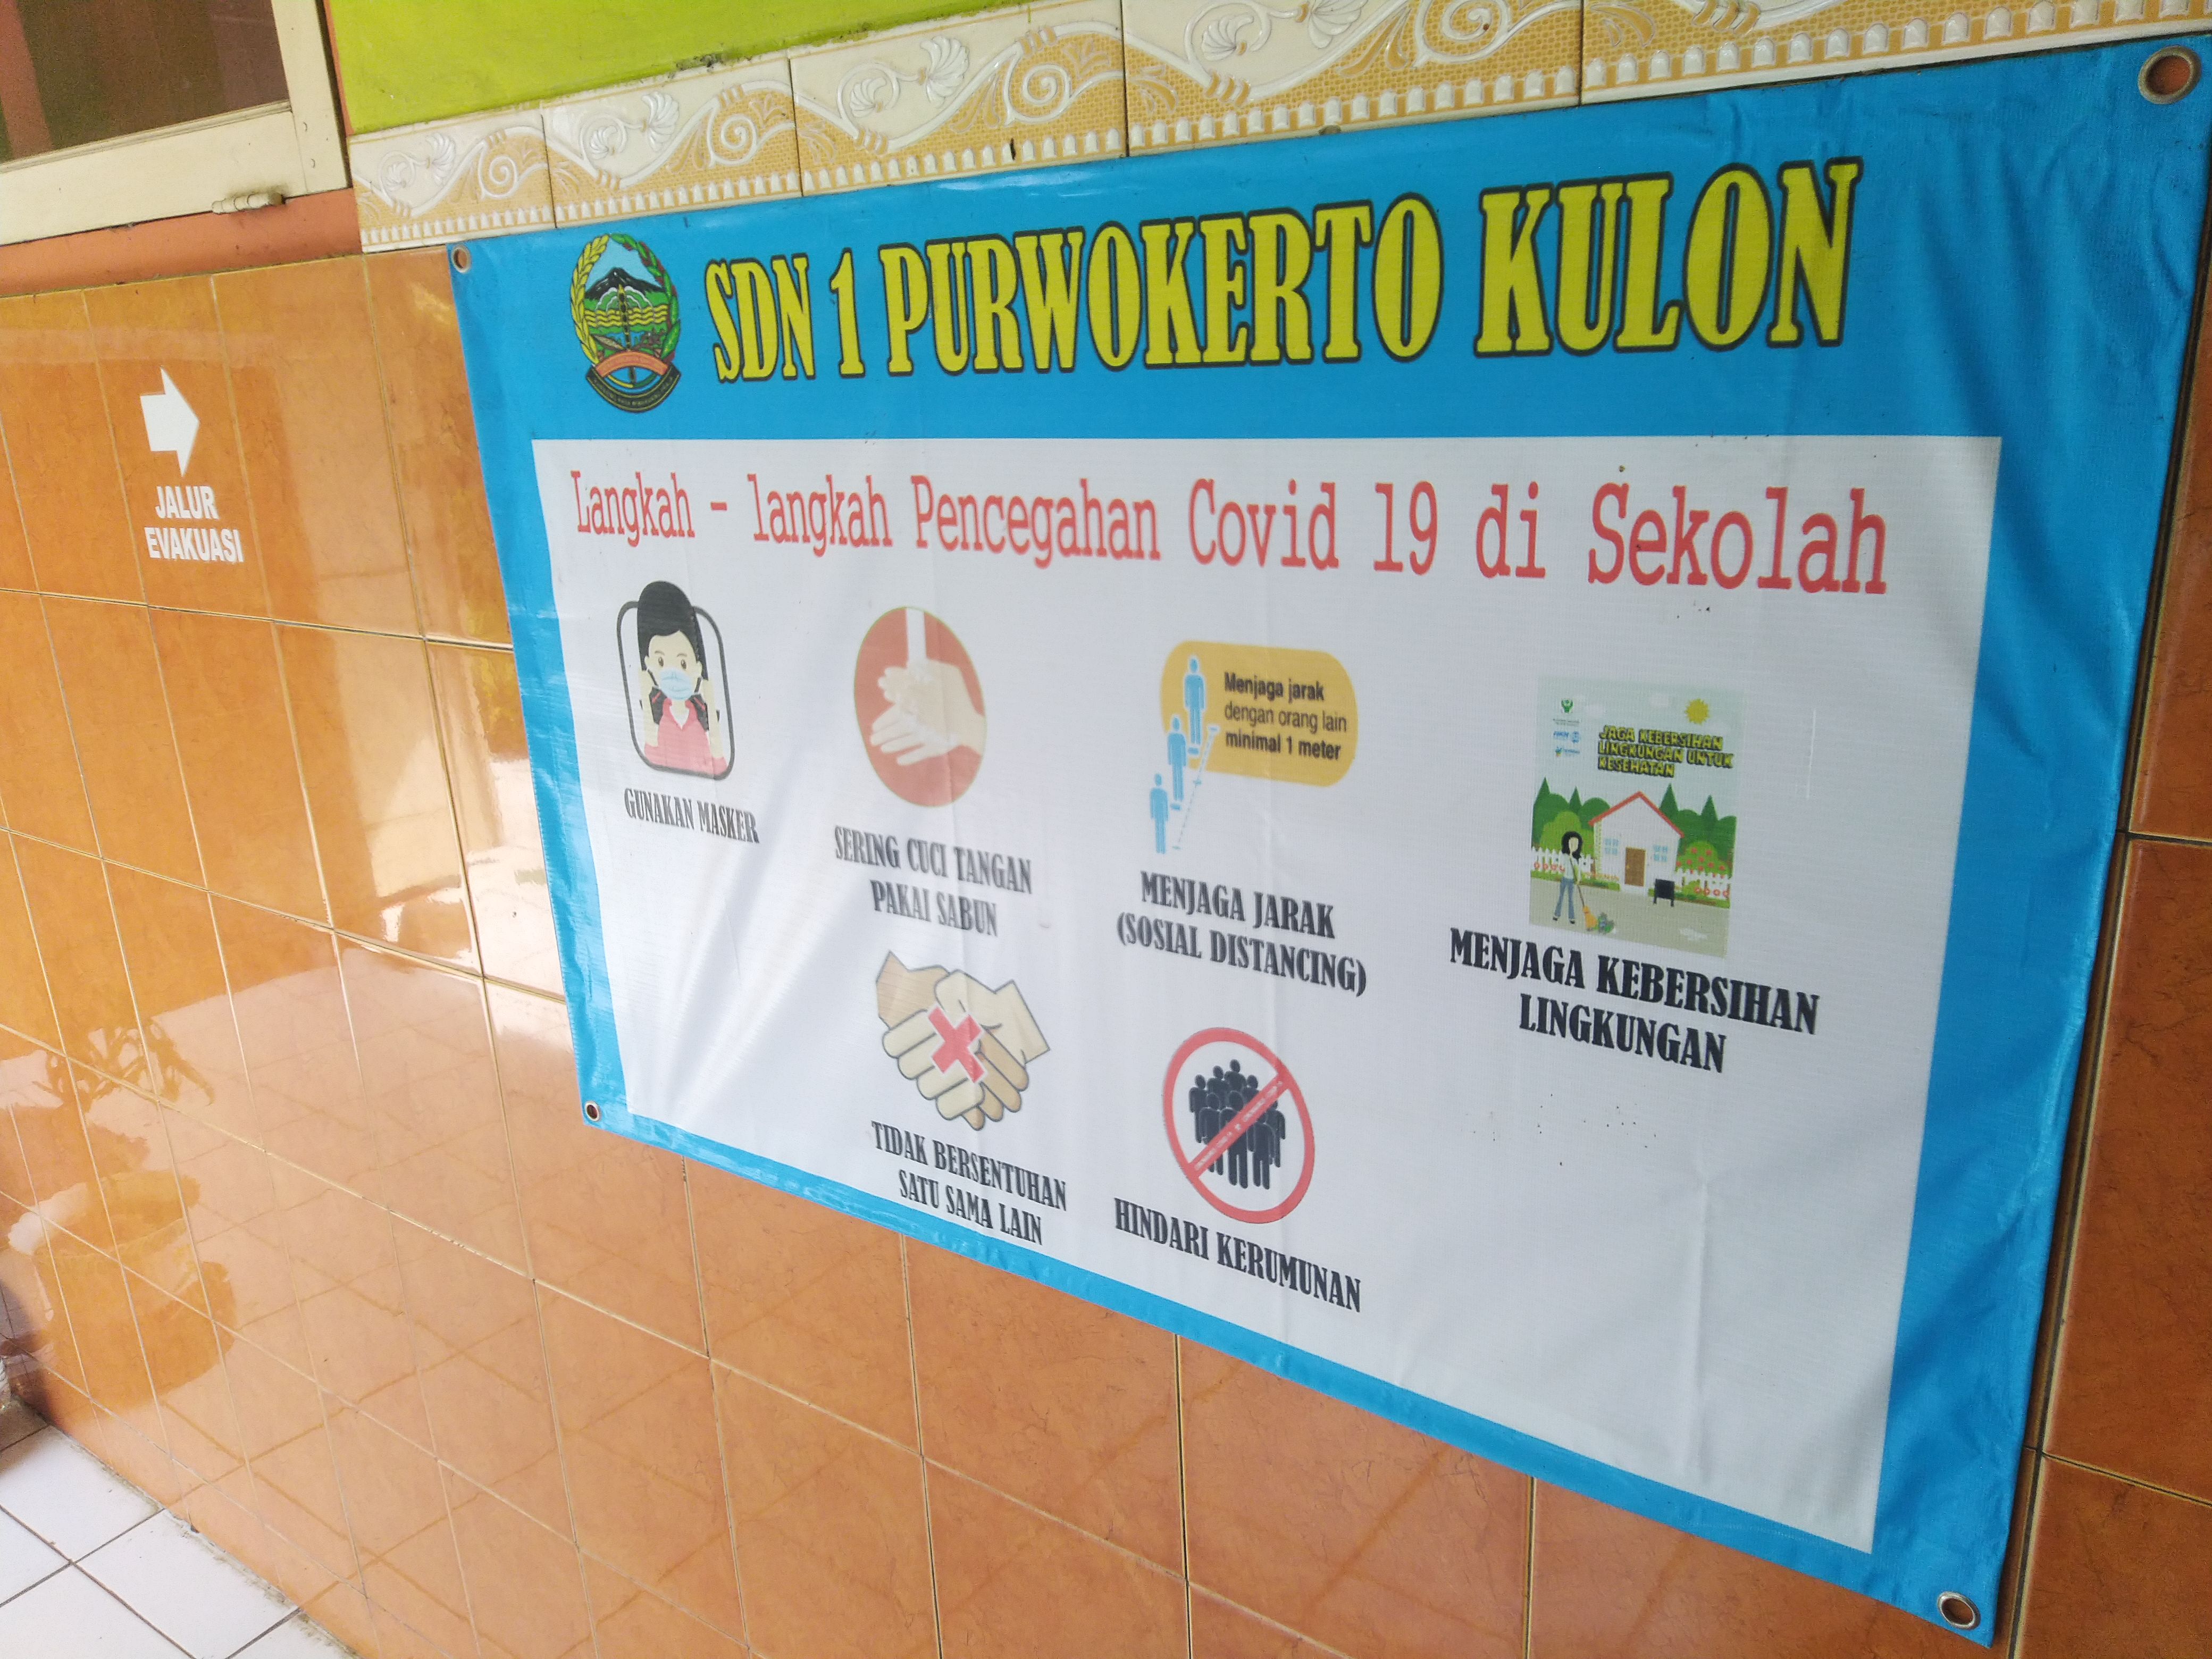 SDN 1 PURWOKERTO KULON
Langkah - langkah Pencegahan Covid 19 di Sekolah
JALUR
EVAKUASI
GUNAKAN MASKER
SERING CUCI TANGAN
PAKAI SABUN
Menjaga jarak
dengan orang lain
minimal 1 meter
MENJAGA JARAK
(SOSIAL DISTANCING)
JAGA KEBERSIHAN
LINGKUNGAN UNTUK
KESEHATAN
MENJAGA KEBERSIHAN
LINGKUNGAN
TIDAK BERSENTUHAN
SATU SAMA LAIN
HINDARI KERUMUNAN